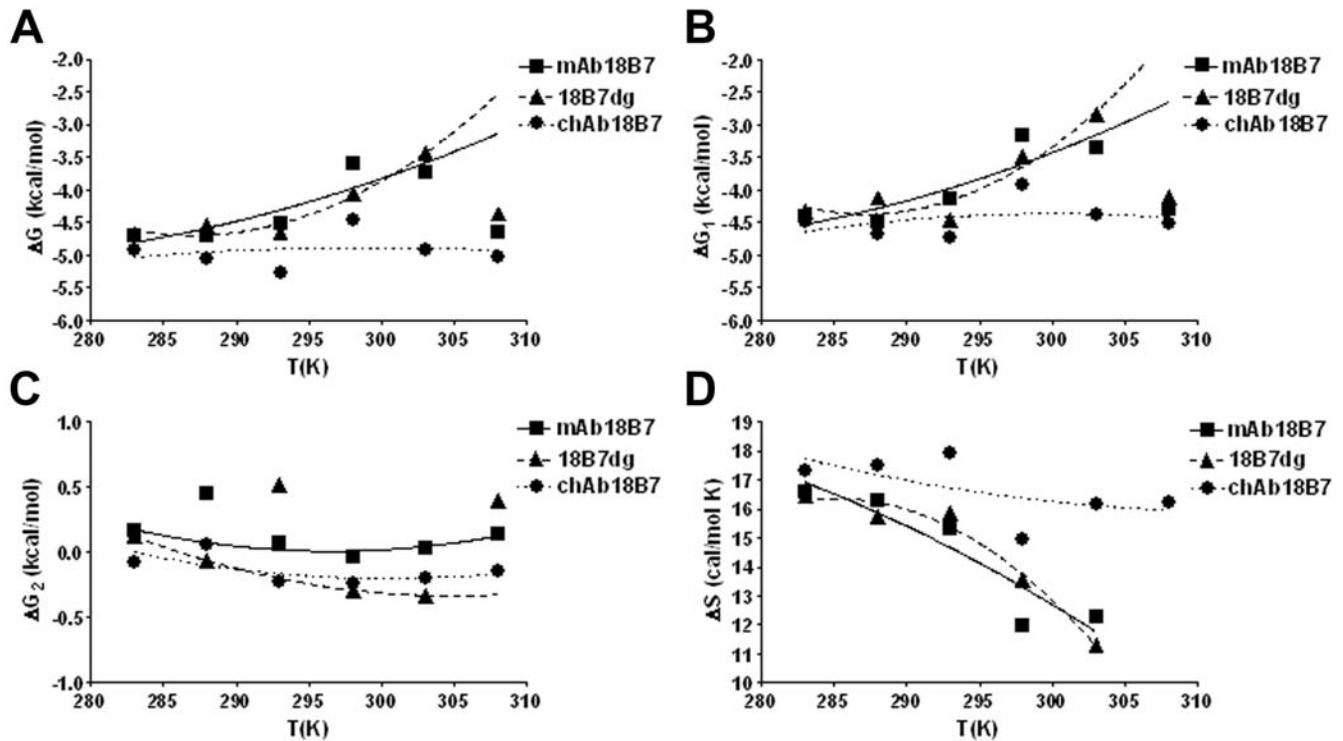 A
ΔG (kcal/mol)
-2.0
-2.5
-3.0
-3.5
-4.0
-4.5
-5.0
-5.5
-6.0
280 285 290 295 300 305 310
T(K)
mAb18B7
18B7dg
chAb18B7
B
ΔG₁ (kcal/mol)
-2.0
-2.5
-3.0
-3.5
-4.0
-4.5
-5.0
-5.5
-6.0
280 285 290 295 300 305 310
T(K)
mAb18B7
18B7dg
chAb18B7
C
ΔG₂ (kcal/mol)
1.0
0.5
0.0
-0.5
-1.0
280 285 290 295 300 305 310
T(K)
mAb18B7
18B7dg
chAb18B7
D
ΔS (cal/mol K)
19
18
17
16
15
14
13
12
11
10
280 285 290 295 300 305 310
T(K)
mAb18B7
18B7dg
chAb18B7